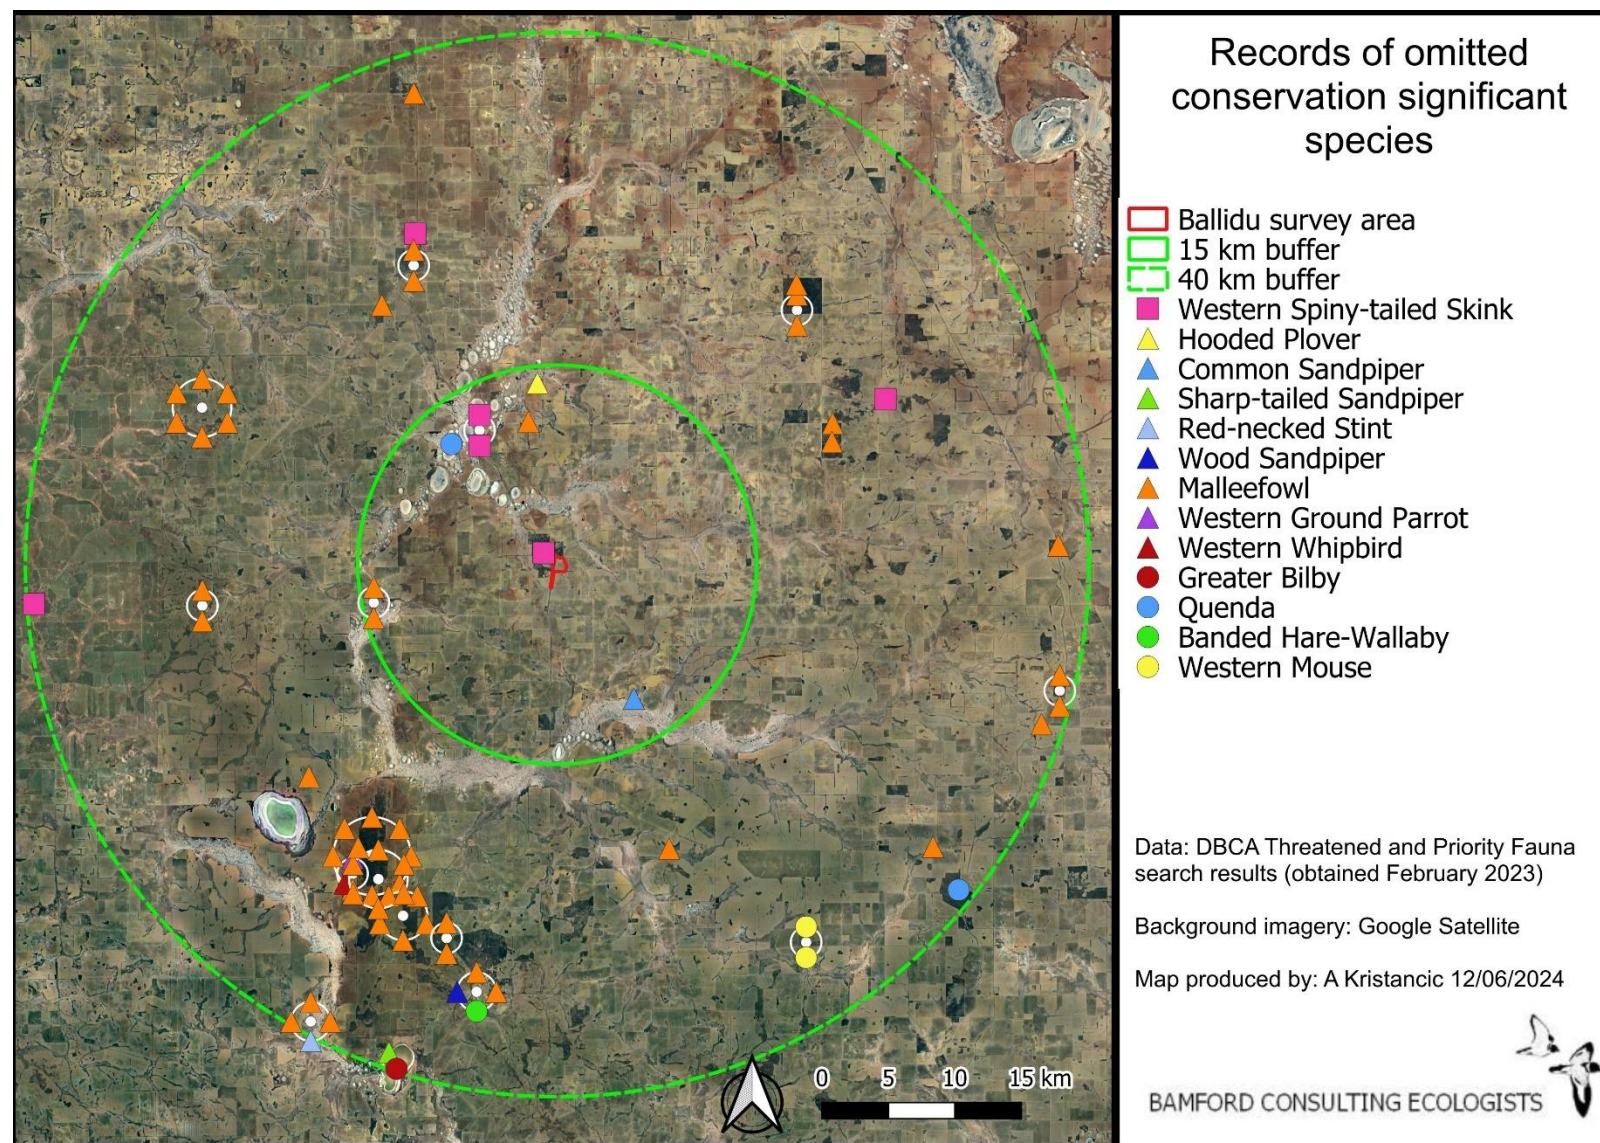 Records of omitted
conservation significant
species
Ballidu survey area
15 km buffer
40 km buffer
Western Spiny-tailed Skink
Hooded Plover
Common Sandpiper
Sharp-tailed Sandpiper
Red-necked Stint
Wood Sandpiper
Malleefowl
Western Ground Parrot
Western Whipbird
Greater Bilby
Quenda
Banded Hare-Wallaby
Western Mouse
Data: DBCA Threatened and Priority Fauna
search results (obtained February 2023)
Background imagery: Google Satellite
Map produced by: A Kristancic 12/06/2024
0 5 10 15 km
BAMFORD CONSULTING ECOLOGISTS